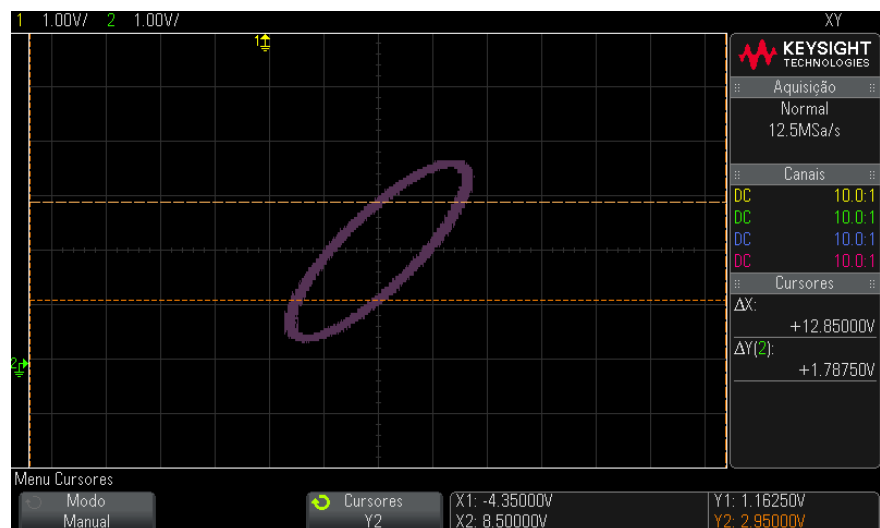 1 1.00V/ 2 1.00V/ XY
1
KEYSIGHT
TECHNOLOGIES
Aquisição
Normal
12.5MSa/s
Canais
DC 10.0:1
DC 10.0:1
DC 10.0:1
DC 10.0:1
Cursores
ΔX:
+12.85000V
ΔY(2):
+1.78750V
2
Menu Cursores
Modo
Manual
Cursores
Y2
X1: -4.35000V
X2: 8.50000V
Y1: 1.16250V
Y2: 2.95000V